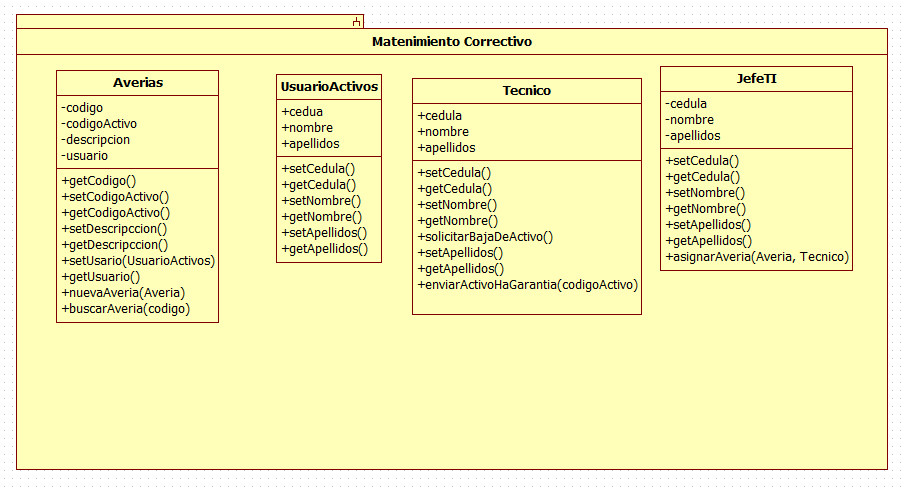 Matenimiento Correctivo
Averias
-codigo
-codigoActivo
-descripcion
-usuario
+getCodigo()
+setCodigoActivo()
+getCodigoActivo()
+setDescripccion()
+getDescripccion()
+setUsario(UsuarioActivos)
+getUsuario()
+nuevaAveria(Averia)
+buscarAveria(codigo)
UsuarioActivos
+cedua
+nombre
+apellidos
+setCedula()
+getCedula()
+setNombre()
+getNombre()
+setApellidos()
+getApellidos()
Tecnico
+cedula
+nombre
+apellidos
+setCedula()
+getCedula()
+setNombre()
+getNombre()
+solicitarBajaDeActivo()
+setApellidos()
+getApellidos()
+enviarActivoHaGarantia(codigoActivo)
JefeTI
-cedula
-nombre
-apellidos
+setCedula()
+getCedula()
+setNombre()
+getNombre()
+setApellidos()
+getApellidos()
+asignarAveria(Averia, Tecnico)